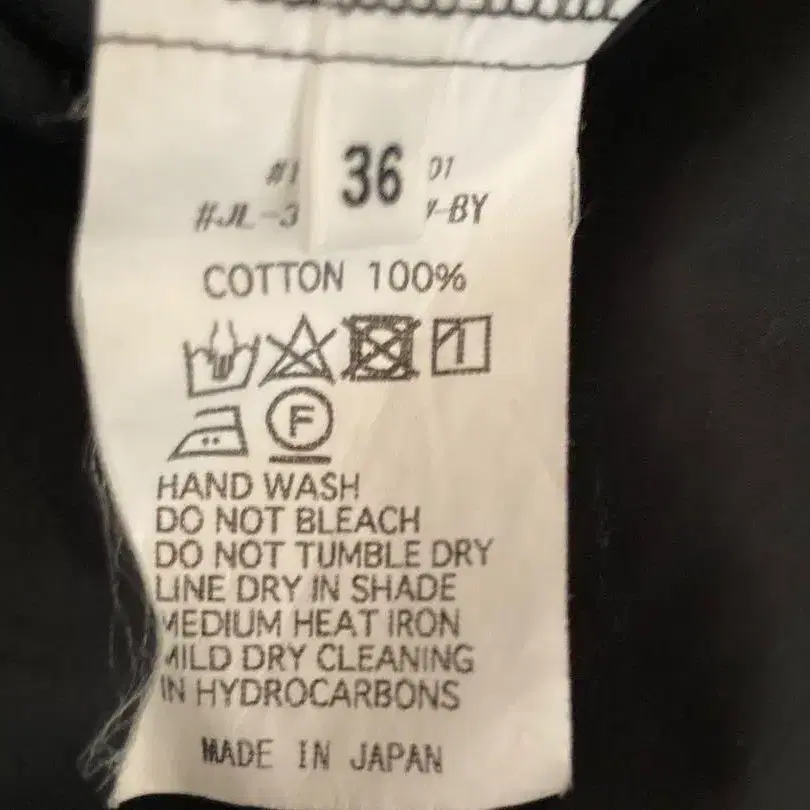 36
COTTON 100%
F
HAND WASH
DO NOT BLEACH
DO NOT TUMBLE DRY
LINE DRY IN SHADE
MEDIUM HEAT IRON
MILD DRY CLEANING
IN HYDROCARBONS
MADE IN JAPAN